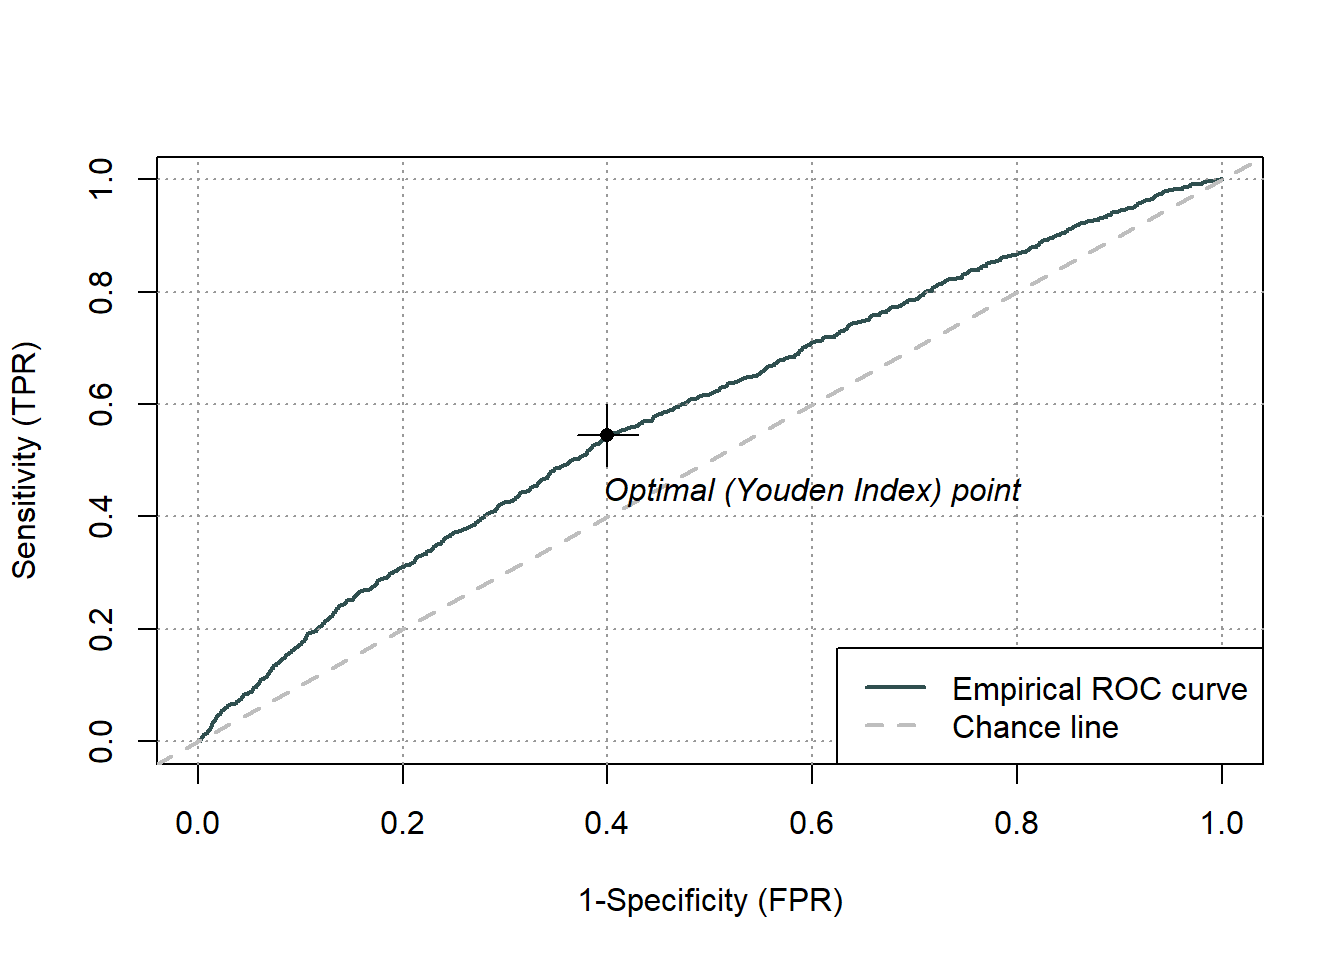 1.0
0.8
0.6
0.4
0.2
0.0
Sensitivity (TPR)
Optimal (Youden Index) point
Empirical ROC curve
Chance line
0.0 0.2 0.4 0.6 0.8 1.0
1-Specificity (FPR)